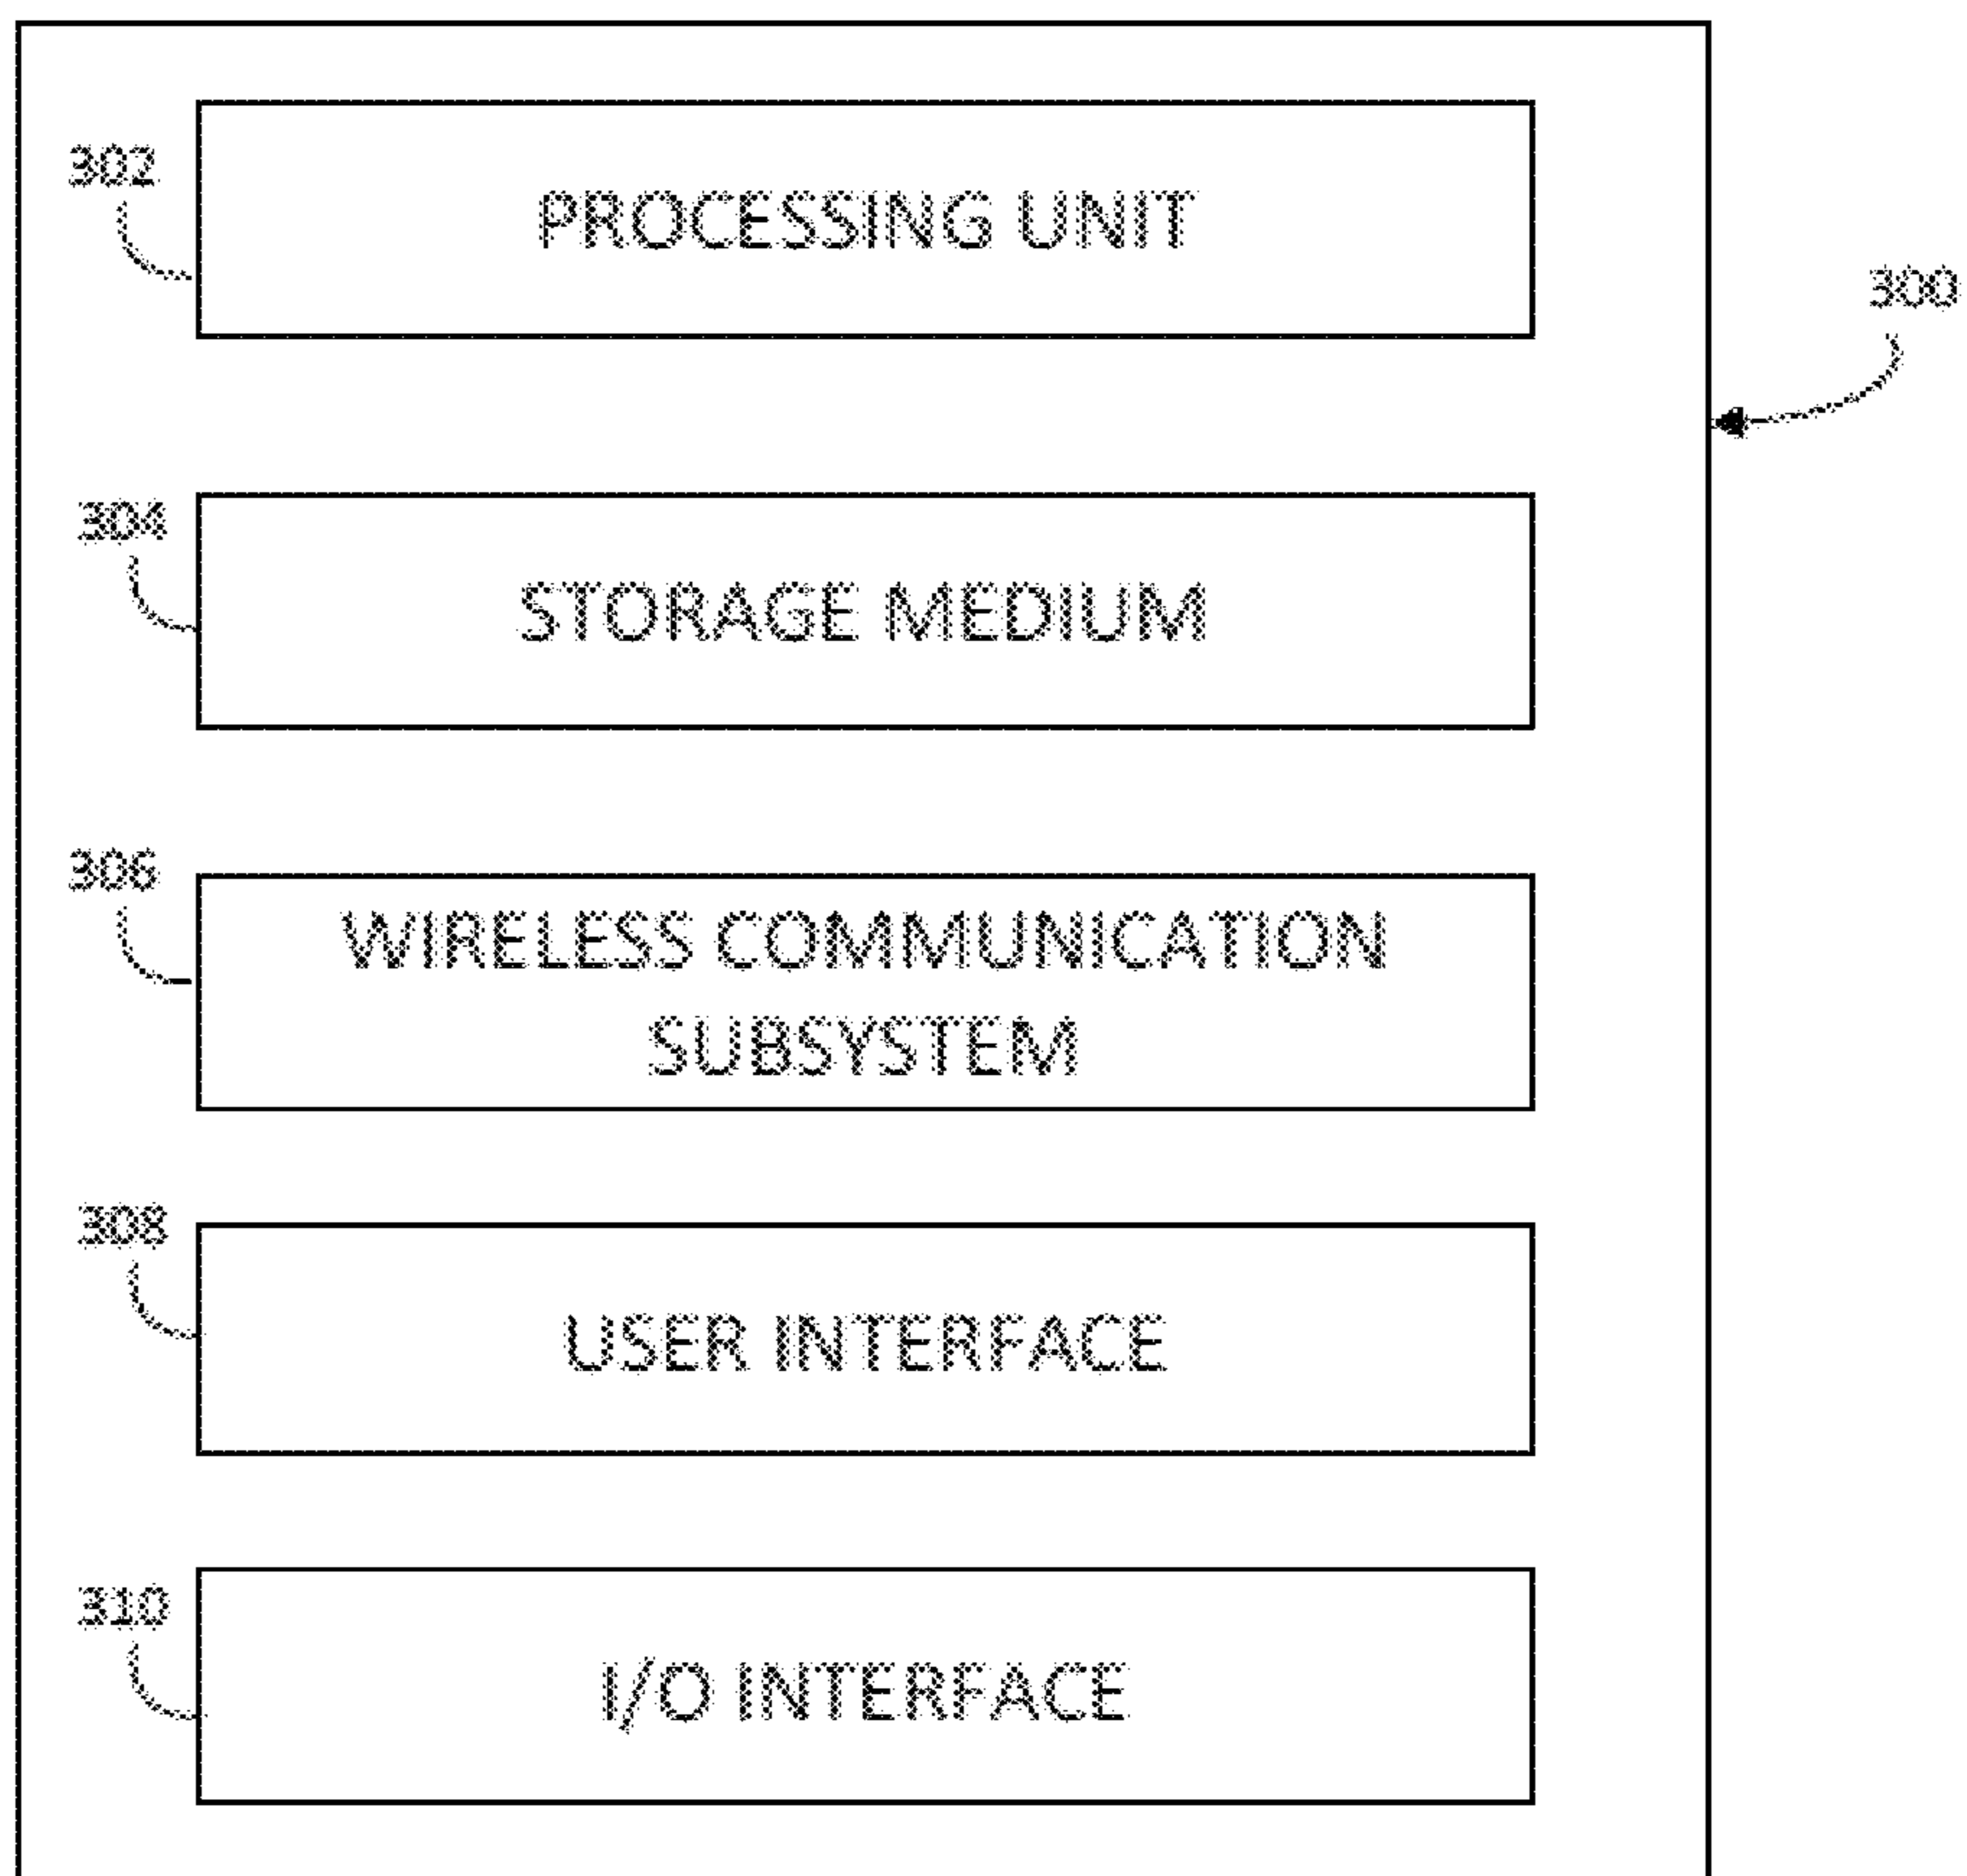 302
PROCESSING UNIT
300
304
STORAGE MEDIUM
306
WIRELESS COMMUNICATION
SUBSYSTEM
308
USER INTERFACE
310
I/O INTERFACE